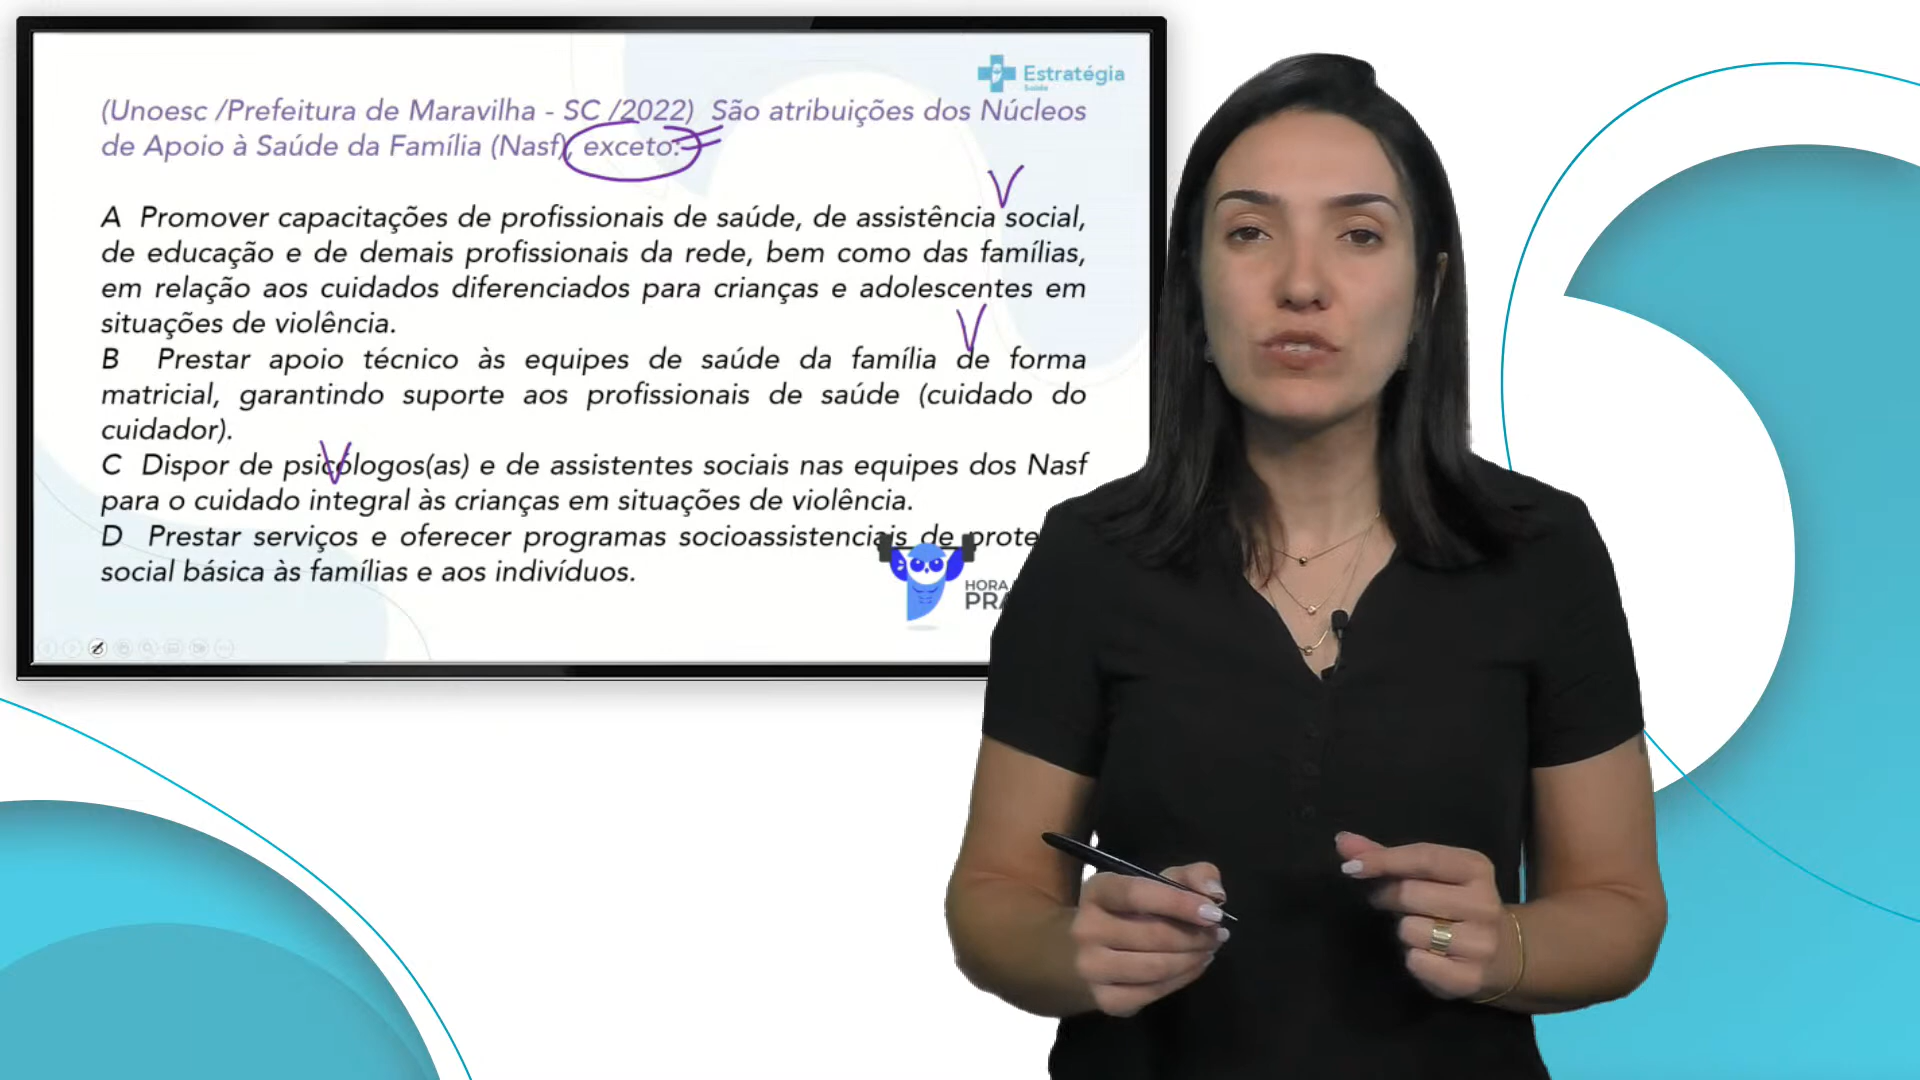 Estratégia
Saúde
(Unoesc /Prefeitura de Maravilha - SC /2022) São atribuições dos Núcleos
de Apoio à Saúde da Família (Nasf), exceto:
A Promover capacitações de profissionais de saúde, de assistência social,
de educação e de demais profissionais da rede, bem como das famílias,
em relação aos cuidados diferenciados para crianças e adolescentes em
situações de violência.
B Prestar apoio técnico às equipes de saúde da família de forma
matricial, garantindo suporte aos profissionais de saúde (cuidado do
cuidador).
C Dispor de psicólogos(as) e de assistentes sociais nas equipes dos Nasf
para o cuidado integral às crianças em situações de violência.
D Prestar serviços e oferecer programas socioassistenciais de prote
social básica às famílias e aos indivíduos.
HORA
PRA
V
V
V